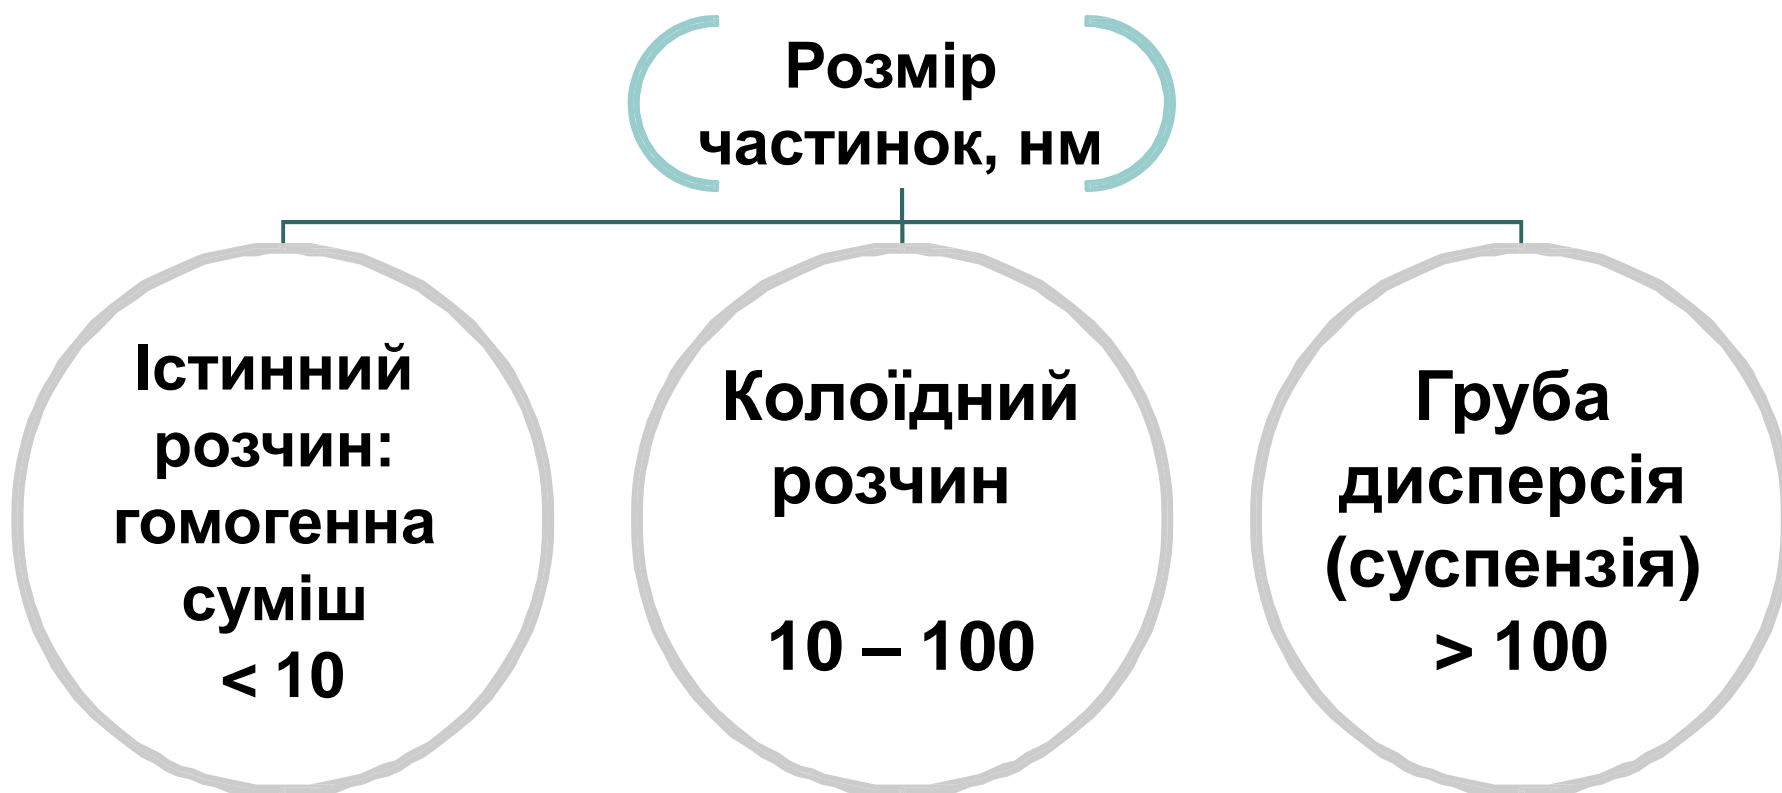 Розмір
частинок, нм
Істинний
розчин:
гомогенна
суміш
< 10
Колоїдний
розчин
10 – 100
Груба
дисперсія
(суспензія)
> 100